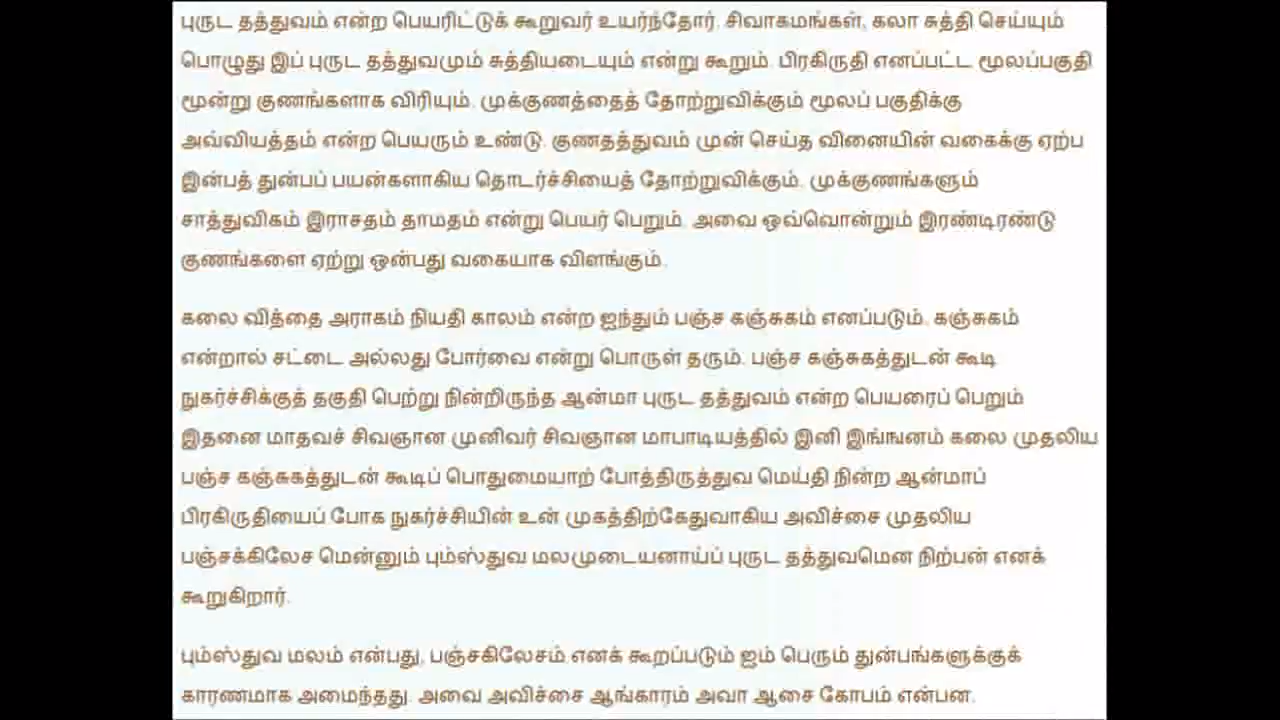 புருட தத்துவம் என்ற பெயரிட்டுக் கூறுவர் உயர்ந்தோர். சிவாகமங்கள், கலா சுத்தி செய்யும்
பொழுது இப் புருட தத்துவமும் சுத்தியடையும் என்று கூறும். பிரகிருதி எனப்பட்ட மூலப்பகுதி
மூன்று குணங்களாக விரியும். முக்குணத்தைத் தோற்றுவிக்கும் மூலப் பகுதிக்கு
அவ்வியத்தம் என்ற பெயரும் உண்டு. குணதத்துவம் முன் செய்த வினையின் வகைக்கு ஏற்ப
இன்பத் துன்பப் பயன்களாகிய தொடர்ச்சியைத் தோற்றுவிக்கும். முக்குணங்களும்
சாத்துவிகம் இராசதம் தாமதம் என்று பெயர் பெறும். அவை ஒவ்வொன்றும் இரண்டிரண்டு
குணங்களை ஏற்று ஒன்பது வகையாக விளங்கும்.
கலை வித்தை அராகம் நியதி காலம் என்ற ஐந்தும் பஞ்ச கஞ்சுகம் எனப்படும். கஞ்சுகம்
என்றால் சட்டை அல்லது போர்வை என்று பொருள் தரும். பஞ்ச கஞ்சுகத்துடன் கூடி
நுகர்ச்சிக்குத் தகுதி பெற்று நின்றிருந்த ஆன்மா புருட தத்துவம் என்ற பெயரைப் பெறும்
இதனை மாதவச் சிவஞான முனிவர் சிவஞான மாபாடியத்தில் இனி இங்ஙனம் கலை முதலிய
பஞ்ச கஞ்சுகத்துடன் கூடிப் பொதுமையாற் போத்திருத்துவ மெய்தி நின்ற ஆன்மாப்
பிரகிருதியைப் போக நுகர்ச்சியின் உன் முகத்திற்கேதுவாகிய அவிச்சை முதலிய
பஞ்சக்கிலேச மென்னும் பும்ஸ்துவ மலமுடையனாய்ப் புருட தத்துவமென நிற்பன் எனக்
கூறுகிறார்.
பும்ஸ்துவ மலம் என்பது, பஞ்சகிலேசம் எனக் கூறப்படும் ஐம் பெரும் துன்பங்களுக்குக்
காரணமாக அமைந்தது. அவை அவிச்சை ஆங்காரம் அவா ஆசை கோபம் என்பன.